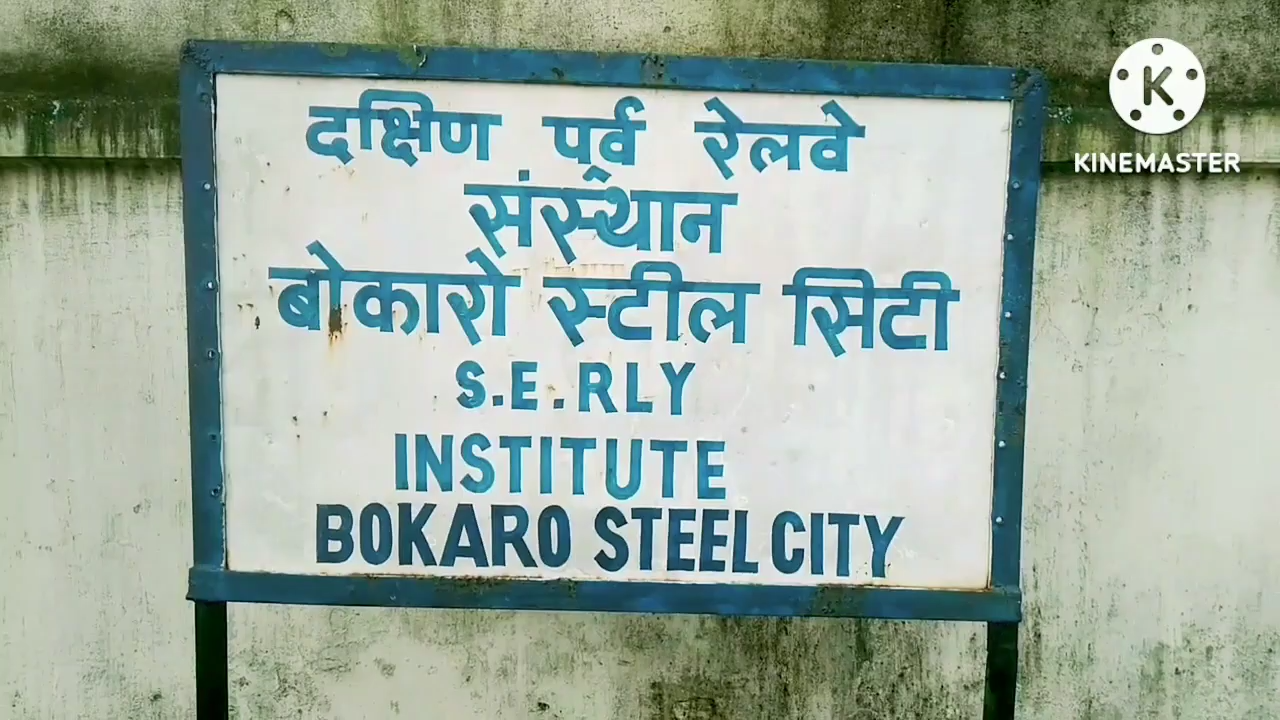 दक्षिण पूर्व रेलवे
संस्थान
बोकारो स्टील सिटी
S.E.RLY
INSTITUTE
BOKARO STEEL CITY
K
KINEMASTER